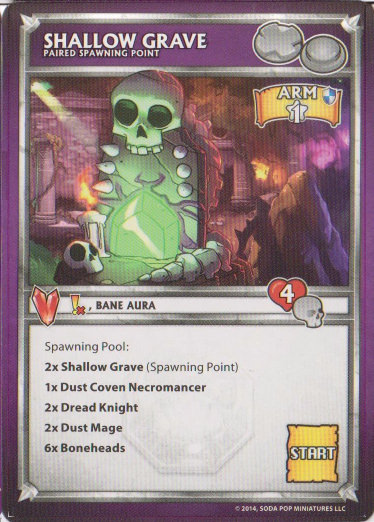 SHALLOW GRAVE
PAIRED SPAWNING POINT
ARM
1
, BANE AURA
4
Spawning Pool:
2x Shallow Grave (Spawning Point)
1x Dust Coven Necromancer
2x Dread Knight
2x Dust Mage
6x Boneheads
START
© 2014, SODA POP MINIATURES LLC